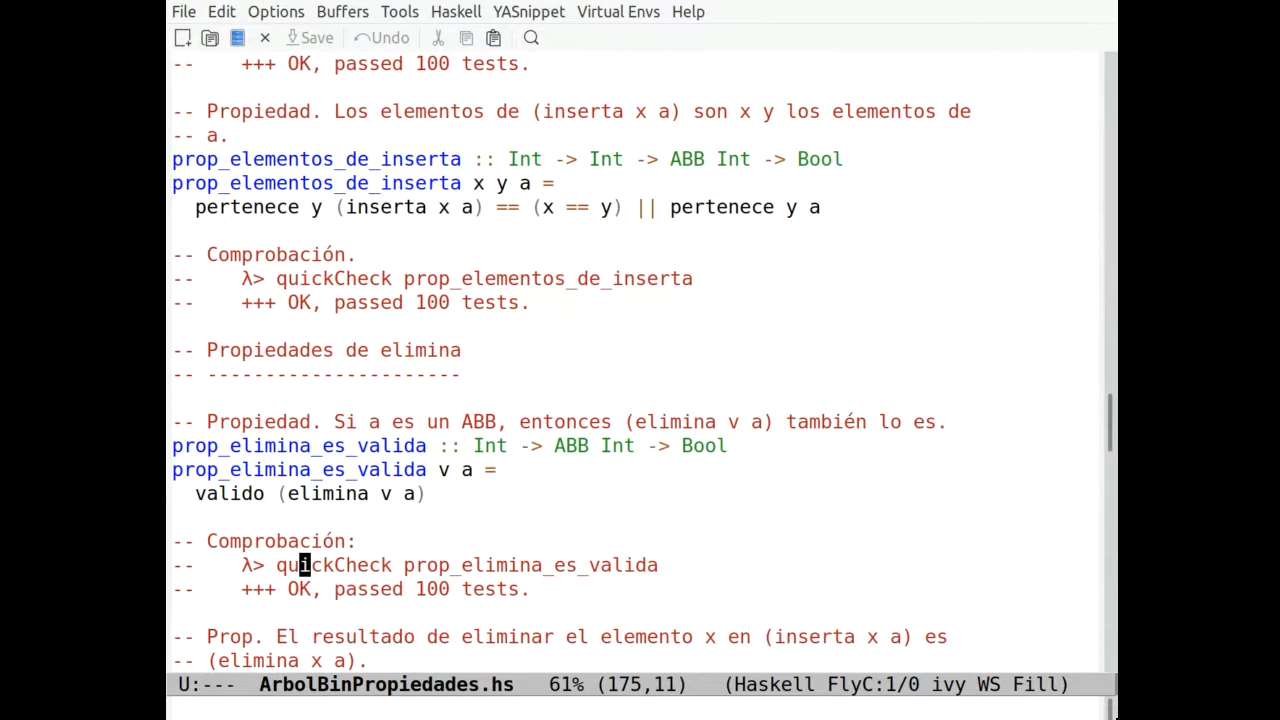 File Edit Options Buffers Tools Haskell YASnippet Virtual Envs Help
Save Undo
--    +++ OK, passed 100 tests.
-- Propiedad. Los elementos de (inserta x a) son x y los elementos de
-- a.
prop_elementos_de_inserta :: Int -> Int -> ABB Int -> Bool
prop_elementos_de_inserta x y a =
  pertenece y (inserta x a) == (x == y) || pertenece y a
-- Comprobación.
--    λ> quickCheck prop_elementos_de_inserta
--    +++ OK, passed 100 tests.
-- Propiedades de elimina
-- ----------------------
-- Propiedad. Si a es un ABB, entonces (elimina v a) también lo es.
prop_elimina_es_valida :: Int -> ABB Int -> Bool
prop_elimina_es_valida v a =
  valido (elimina v a)
-- Comprobación:
--    λ> quickCheck prop_elimina_es_valida
--    +++ OK, passed 100 tests.
-- Prop. El resultado de eliminar el elemento x en (inserta x a) es
-- (elimina x a).
U:--- ArbolBinPropiedades.hs 61% (175,11) (Haskell FlyC:1/0 ivy WS Fill)